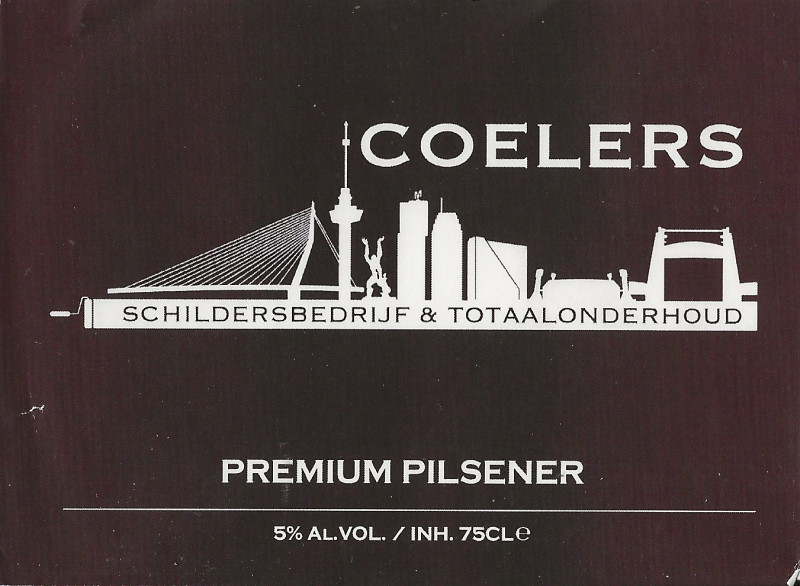 COELERS
SCHILDERSBEDRIJF & TOTAALONDERHOUD
PREMIUM PILSENER
5% AL.VOL. / INH. 75CL℮